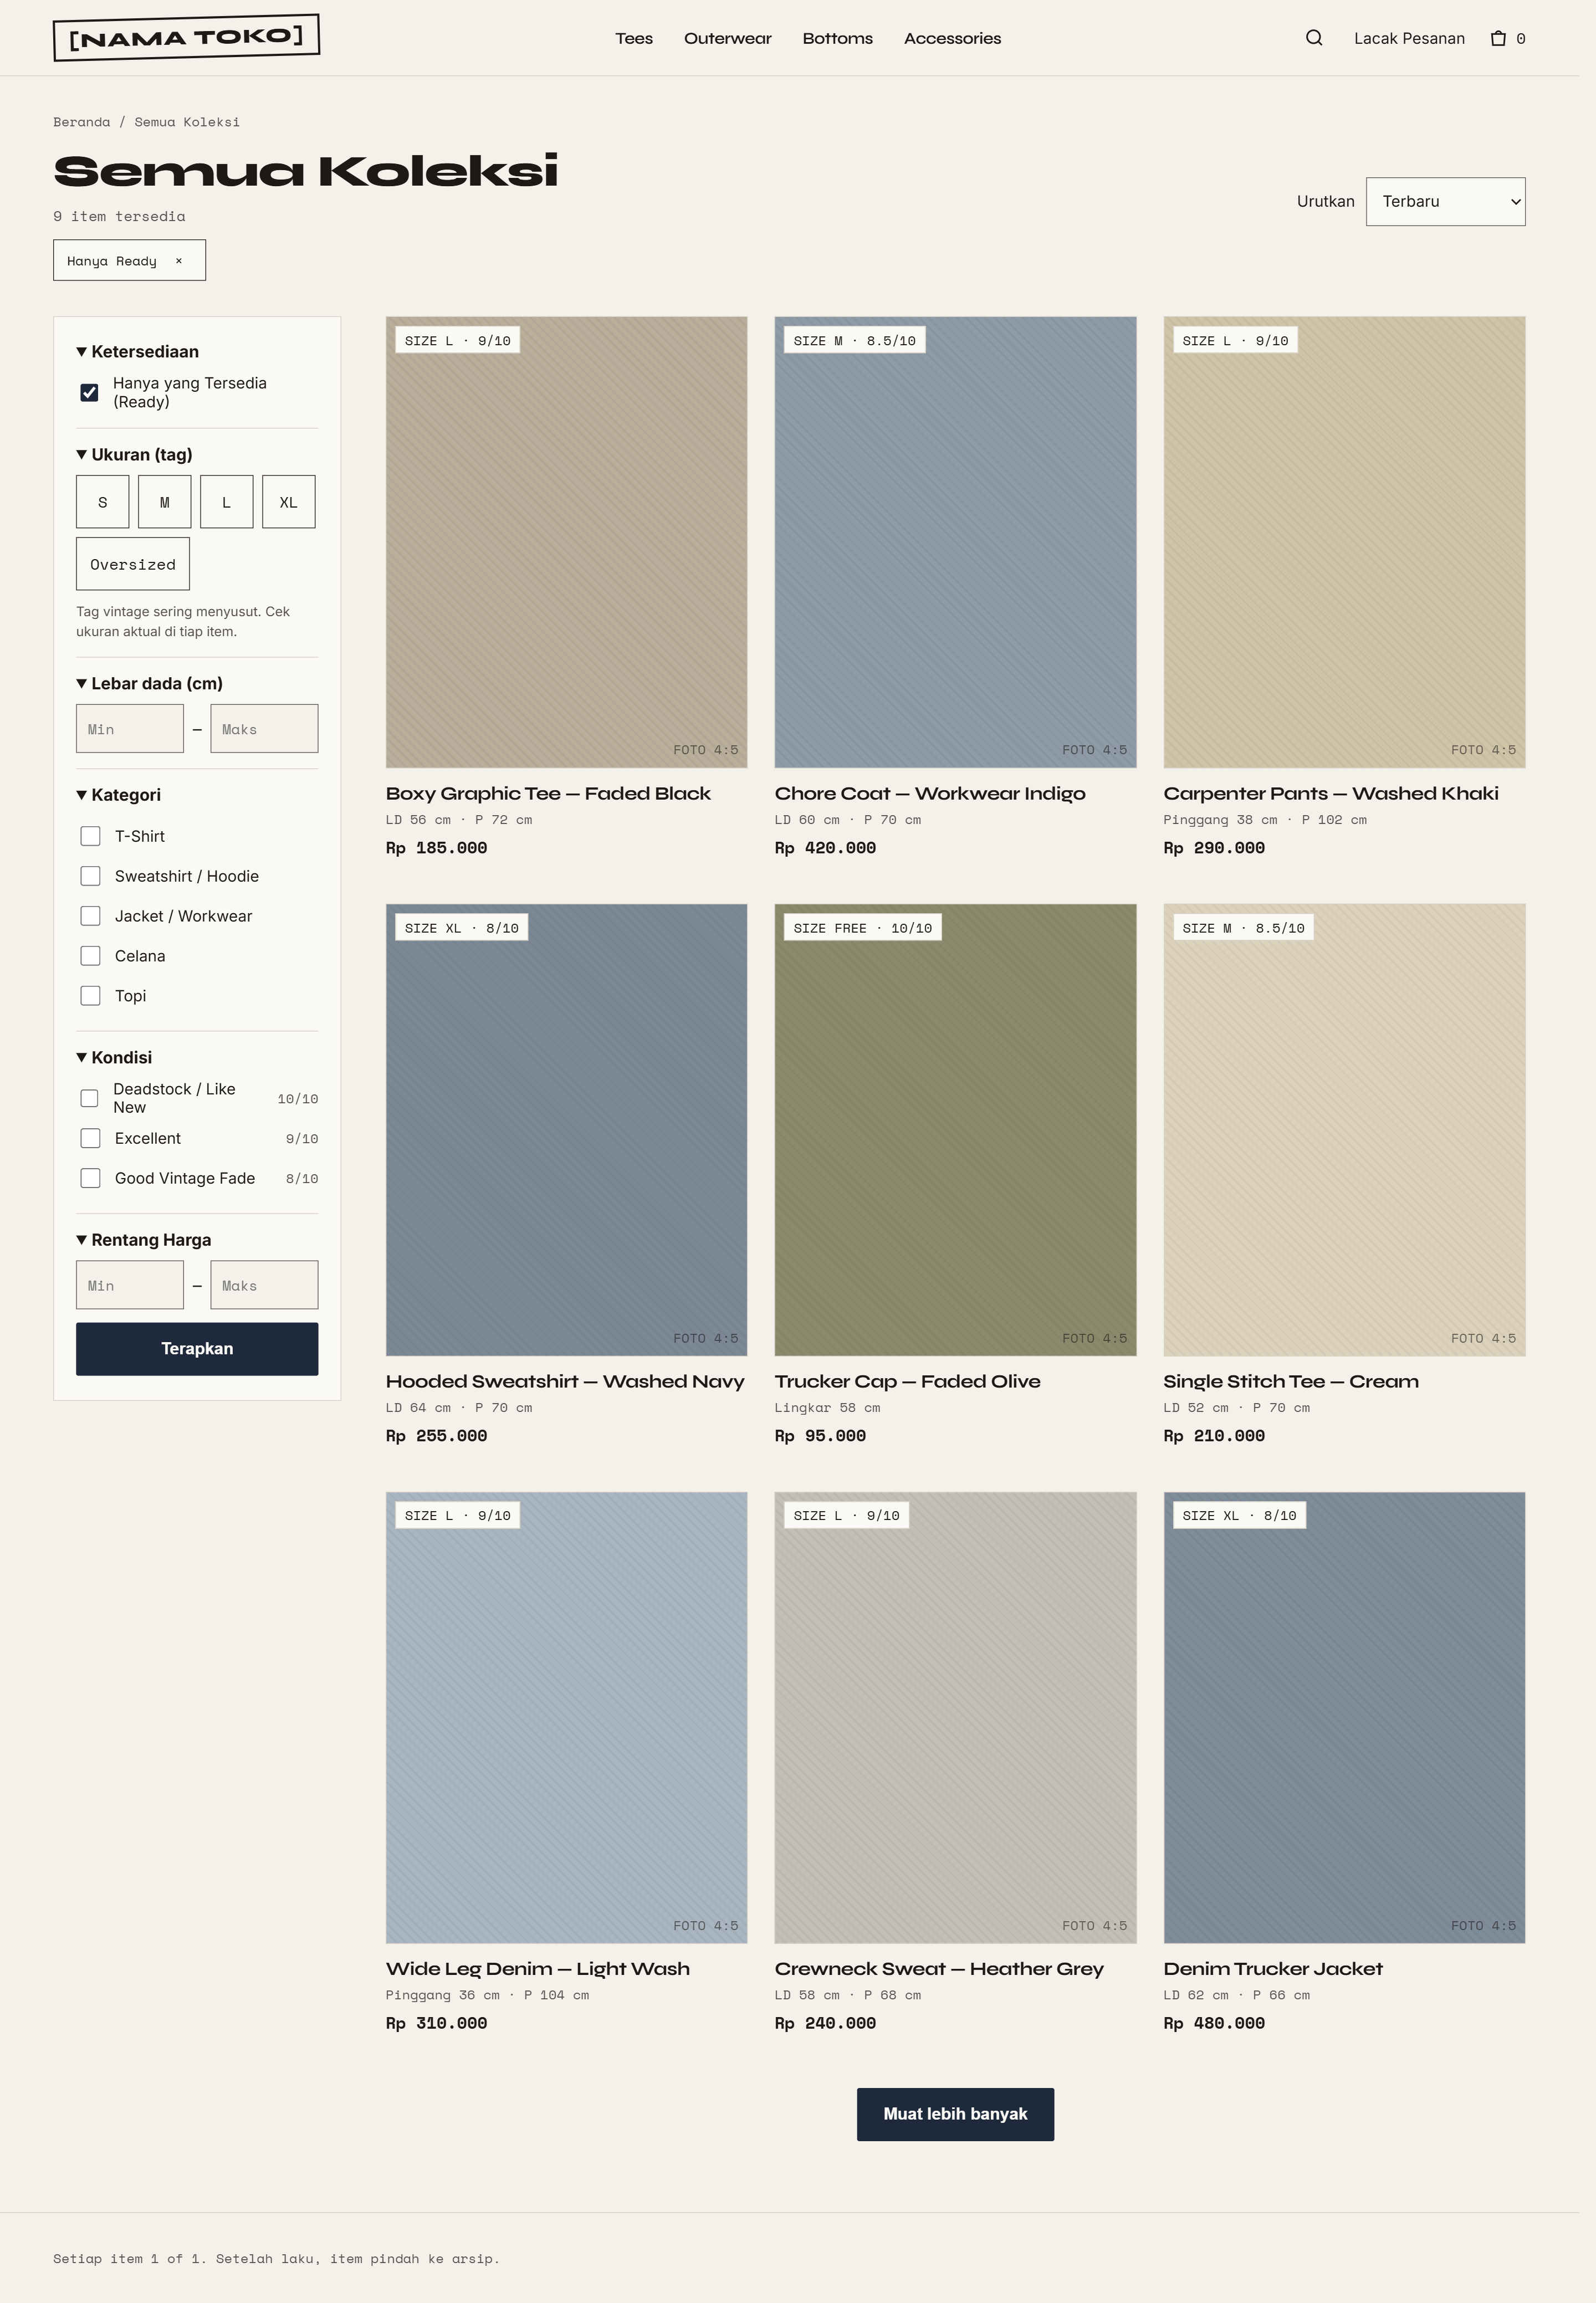 [NAMA TOKO]
Tees
Outerwear
Bottoms
Accessories
Lacak Pesanan
0
Beranda / Semua Koleksi
Semua Koleksi
9 item tersedia
Urutkan
Terbaru
Hanya Ready ×
Ketersediaan
Hanya yang Tersedia
(Ready)
Ukuran (tag)
S
M
L
XL
Oversized
Tag vintage sering menyusut. Cek
ukuran aktual di tiap item.
Lebar dada (cm)
Min — Maks
Kategori
T-Shirt
Sweatshirt / Hoodie
Jacket / Workwear
Celana
Topi
Kondisi
Deadstock / Like
New
10/10
Excellent 9/10
Good Vintage Fade 8/10
Rentang Harga
Min — Maks
Terapkan
SIZE L · 9/10
FOTO 4:5
Boxy Graphic Tee — Faded Black
LD 56 cm · P 72 cm
Rp 185.000
SIZE M · 8.5/10
FOTO 4:5
Chore Coat — Workwear Indigo
LD 60 cm · P 70 cm
Rp 420.000
SIZE L · 9/10
FOTO 4:5
Carpenter Pants — Washed Khaki
Pinggang 38 cm · P 102 cm
Rp 290.000
SIZE XL · 8/10
FOTO 4:5
Hooded Sweatshirt — Washed Navy
LD 64 cm · P 70 cm
Rp 255.000
SIZE FREE · 10/10
FOTO 4:5
Trucker Cap — Faded Olive
Lingkar 58 cm
Rp 95.000
SIZE M · 8.5/10
FOTO 4:5
Single Stitch Tee — Cream
LD 52 cm · P 70 cm
Rp 210.000
SIZE L · 9/10
FOTO 4:5
Wide Leg Denim — Light Wash
Pinggang 36 cm · P 104 cm
Rp 310.000
SIZE L · 9/10
FOTO 4:5
Crewneck Sweat — Heather Grey
LD 58 cm · P 68 cm
Rp 240.000
SIZE XL · 8/10
FOTO 4:5
Denim Trucker Jacket
LD 62 cm · P 66 cm
Rp 480.000
Muat lebih banyak
Setiap item 1 of 1. Setelah laku, item pindah ke arsip.